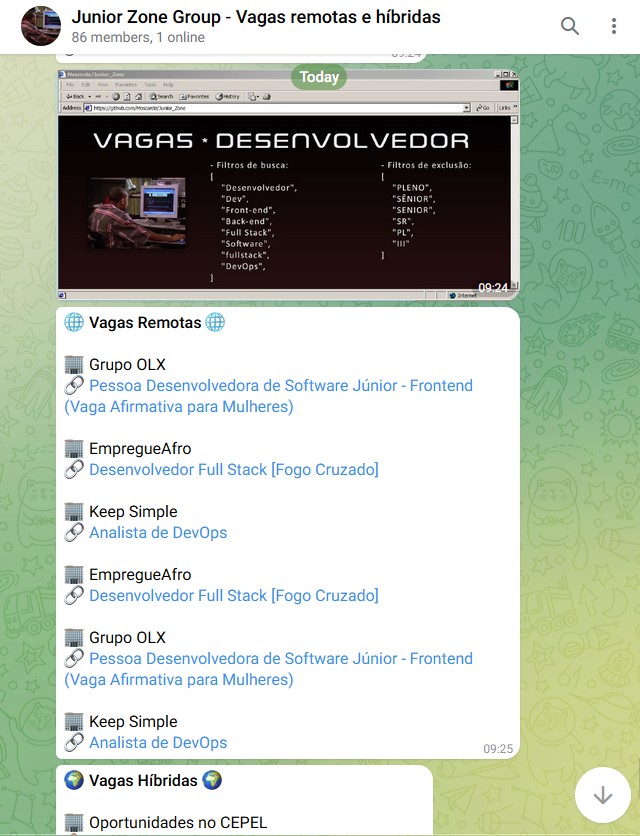 Junior Zone Group - Vagas remotas e híbridas
86 members, 1 online
09:24
Today
Moscarde/Junior_Zone
File Edit View Favorites Tools Help
Back Search Favorites History
Address https://github.com/Moscarde/Junior_Zone Go Links
VAGAS * DESENVOLVEDOR
- Filtros de busca:
[
"Desenvolvedor",
"Dev",
"Front-end",
"Back-end",
"Full Stack",
"Software",
"fullstack",
"DevOps",
]
- Filtros de exclusão:
[
"PLENO",
"SÊNIOR",
"SENIOR",
"SR",
"PL",
"III"
]
09:24
Internet
Vagas Remotas
Grupo OLX
Pessoa Desenvolvedora de Software Júnior - Frontend
(Vaga Afirmativa para Mulheres)
EmpregueAfro
Desenvolvedor Full Stack [Fogo Cruzado]
Keep Simple
Analista de DevOps
EmpregueAfro
Desenvolvedor Full Stack [Fogo Cruzado]
Grupo OLX
Pessoa Desenvolvedora de Software Júnior - Frontend
(Vaga Afirmativa para Mulheres)
Keep Simple
Analista de DevOps
09:25
Vagas Híbridas
Oportunidades no CEPEL